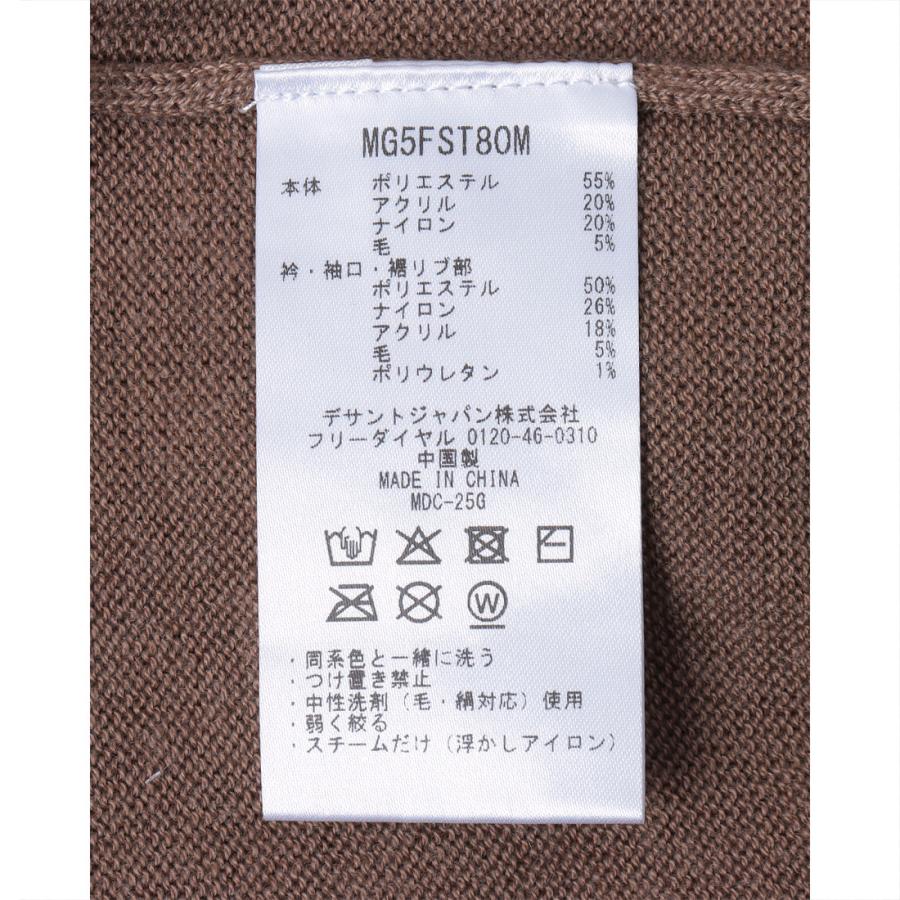 MG5FST80M
本体 ポリエステル 55%
アクリル 20%
ナイロン 20%
毛 5%
衿・袖口・裾リブ部
ポリエステル 50%
ナイロン 26%
アクリル 18%
毛 5%
ポリウレタン 1%
デサントジャパン株式会社
フリーダイヤル 0120-46-0310
中国製
MADE IN CHINA
MDC-25G
W
・同系色と一緒に洗う
・つけ置き禁止
・中性洗剤（毛・絹対応）使用
・弱く絞る
・スチームだけ（浮かしアイロン）